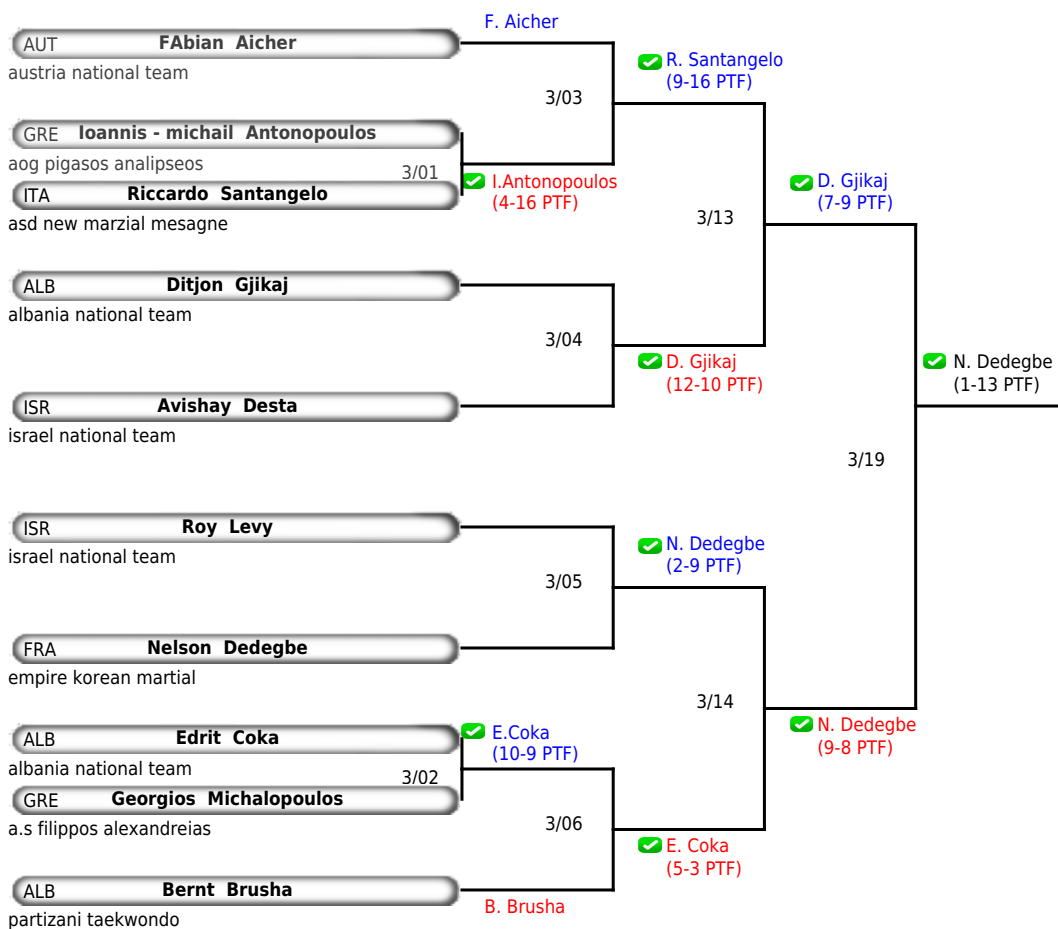 F. Aicher
AUT FAbian Aicher
austria national team
R. Santangelo
(9-16 PTF)
3/03
GRE Ioannis - michail Antonopoulos
aog pigasos analipseos
3/01
ITA Riccardo Santangelo
asd new marzial mesagne
I.Antonopoulos
(4-16 PTF)
D. Gjikaj
(7-9 PTF)
3/13
ALB Ditjon Gjikaj
albania national team
3/04
D. Gjikaj
(12-10 PTF)
ISR Avishay Desta
israel national team
N. Dedegbe
(1-13 PTF)
3/19
ISR Roy Levy
israel national team
N. Dedegbe
(2-9 PTF)
3/05
FRA Nelson Dedegbe
empire korean martial
3/14
N. Dedegbe
(9-8 PTF)
ALB Edrit Coka
albania national team
E.Coka
(10-9 PTF)
3/02
GRE Georgios Michalopoulos
a.s filippos alexandreias
3/06
E. Coka
(5-3 PTF)
ALB Bernt Brusha
partizani taekwondo
B. Brusha